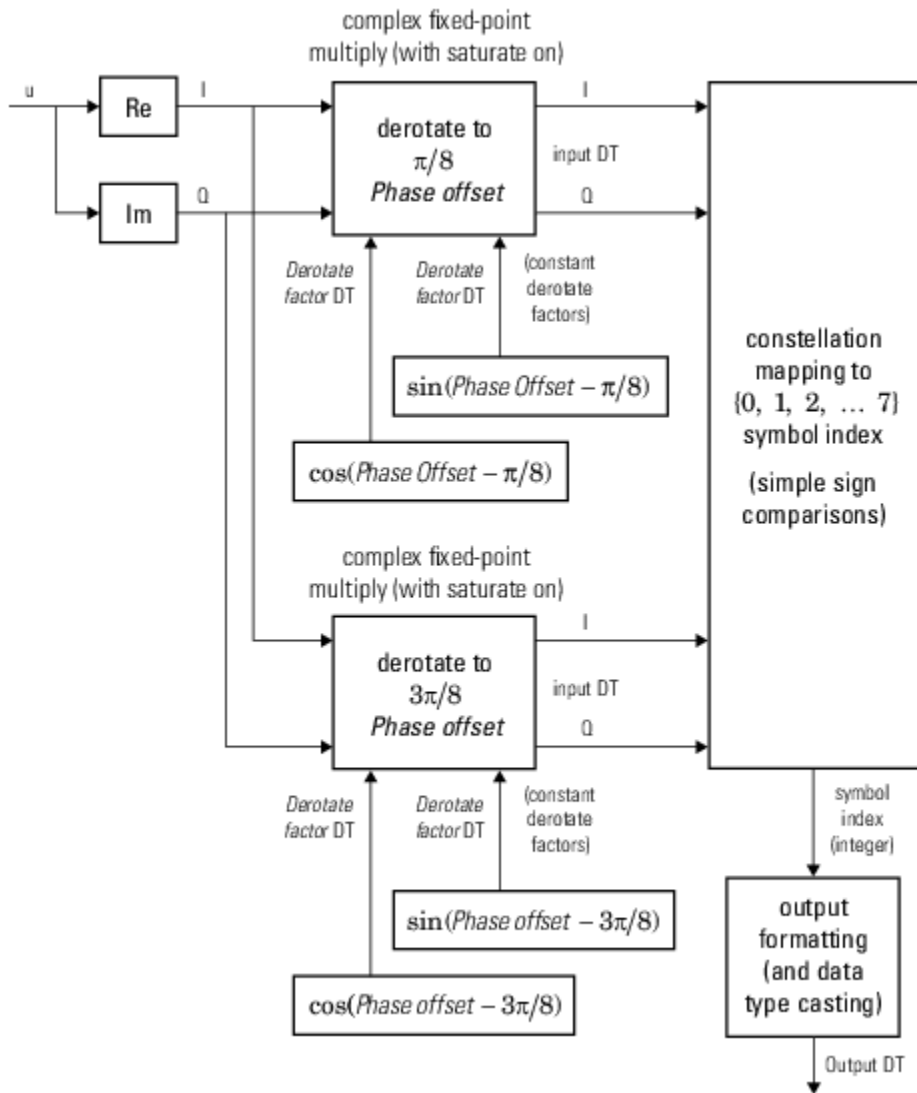 complex fixed-point
multiply (with saturate on)
u
Re
I
Im
Q
derotate to
π/8
Phase offset
I
input DT
Q
Derotate
factor DT
Derotate
factor DT
(constant
derotate
factors)
sin(Phase Offset − π/8)
cos(Phase Offset − π/8)
constellation
mapping to
{0, 1, 2, … 7}
symbol index
(simple sign
comparisons)
complex fixed-point
multiply (with saturate on)
derotate to
3π/8
Phase offset
I
input DT
Q
Derotate
factor DT
Derotate
factor DT
(constant
derotate
factors)
sin(Phase offset − 3π/8)
cos(Phase offset − 3π/8)
symbol
index
(integer)
output
formatting
(and data
type casting)
Output DT